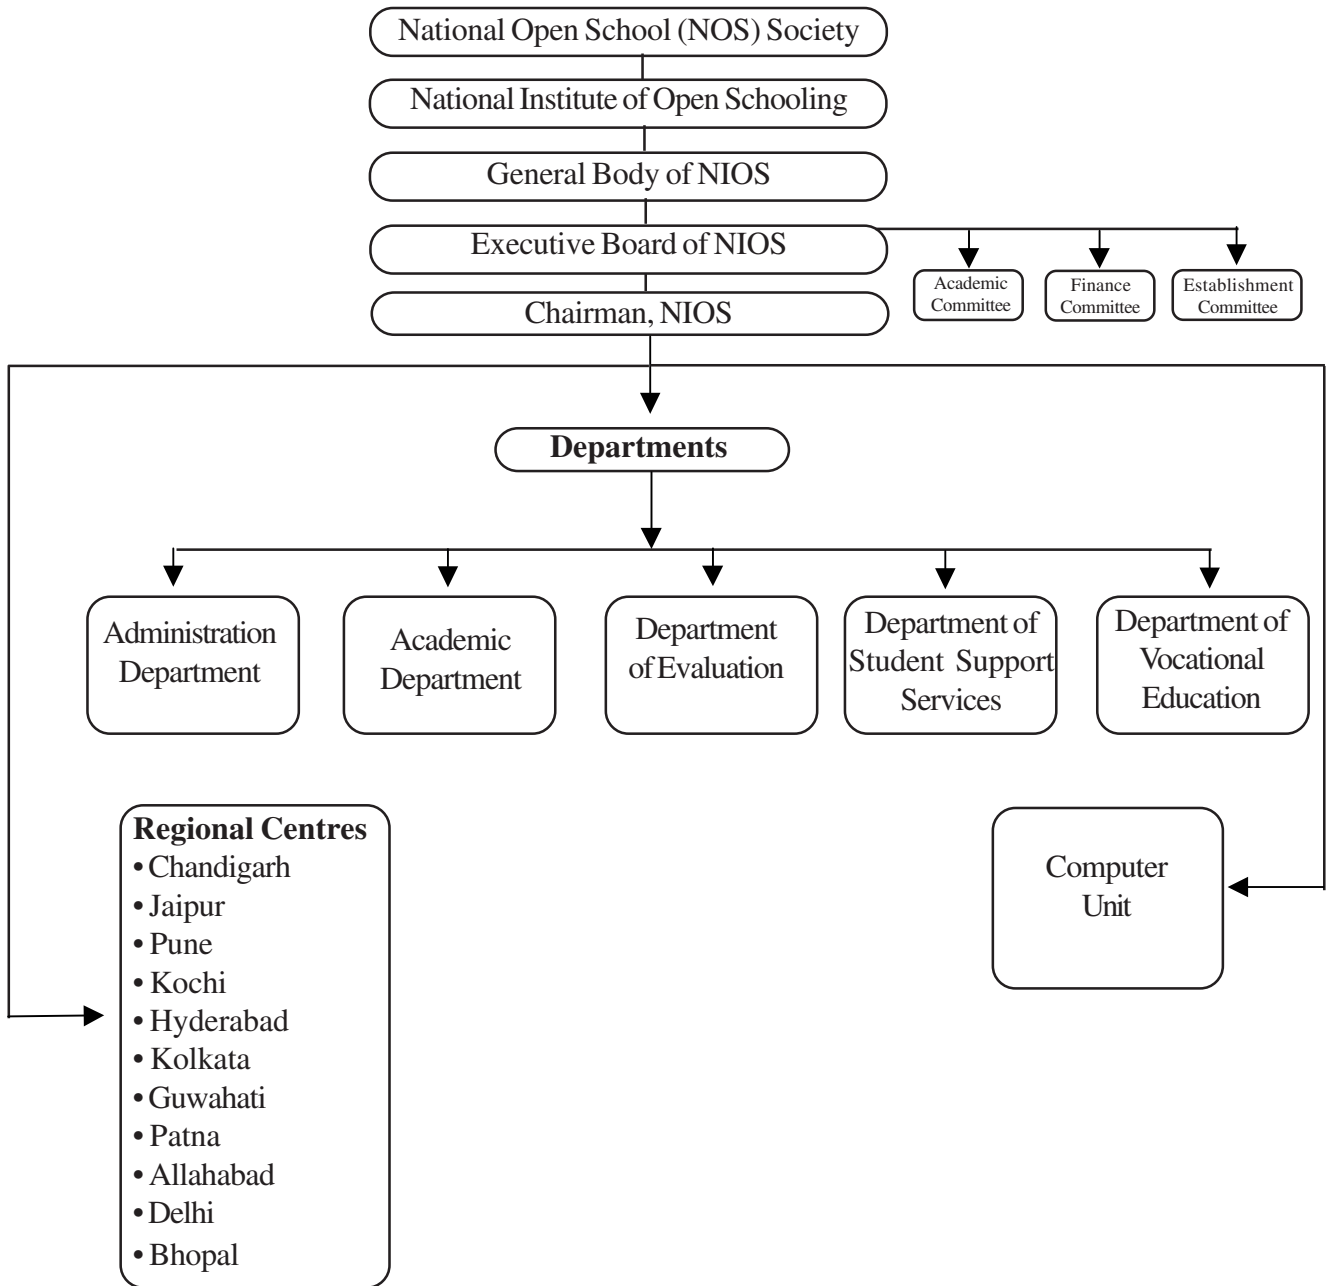 National Open School (NOS) Society
National Institute of Open Schooling
General Body of NIOS
Executive Board of NIOS
Academic
Committee
Finance
Committee
Establishment
Committee
Chairman, NIOS
Departments
Administration
Department
Academic
Department
Department
of Evaluation
Department of
Student Support
Services
Department of
Vocational
Education
Regional Centres
• Chandigarh
• Jaipur
• Pune
• Kochi
• Hyderabad
• Kolkata
• Guwahati
• Patna
• Allahabad
• Delhi
• Bhopal
Computer
Unit